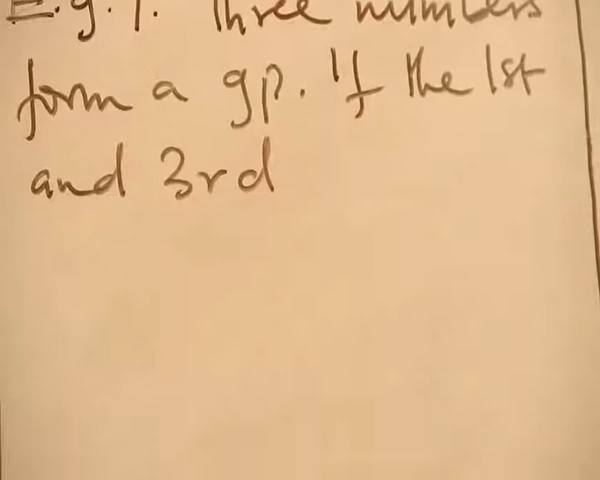 E.g. 1. Three numbers
form a gp. If the 1st
and 3rd